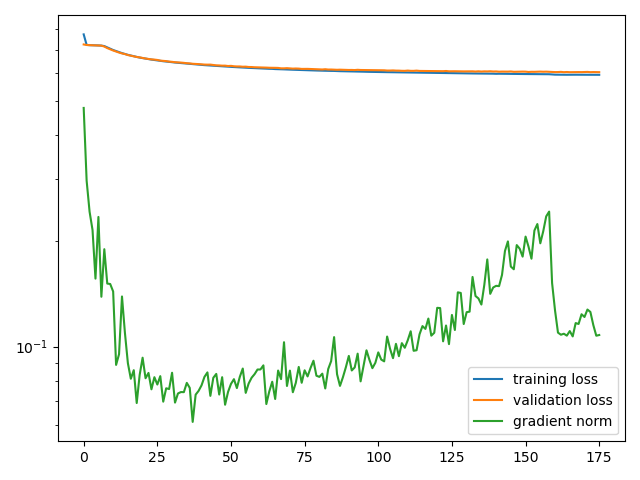 10⁻¹
0 25 50 75 100 125 150 175
training loss
validation loss
gradient norm